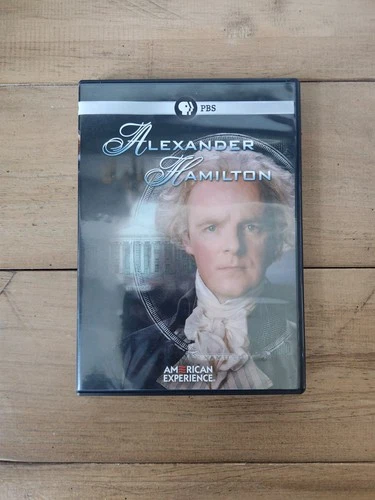 PBS
ALEXANDER
HAMILTON
AMERICAN
EXPERIENCE